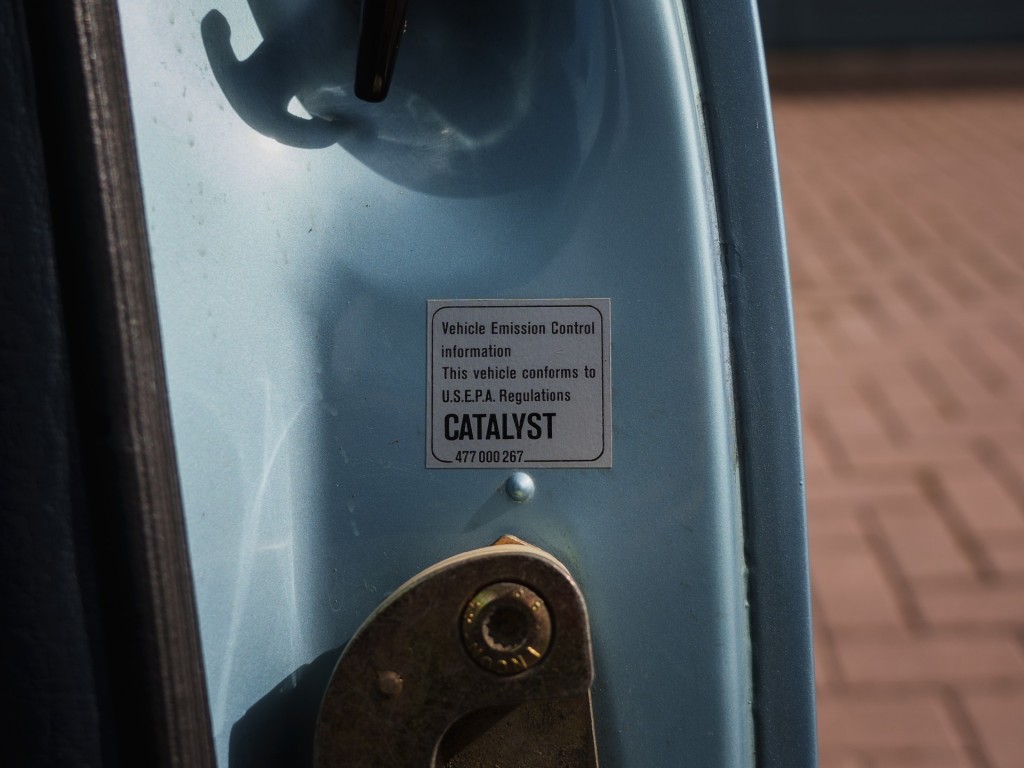 Vehicle Emission Control
information
This vehicle conforms to
U.S.E.P.A. Regulations
CATALYST
477 000 267